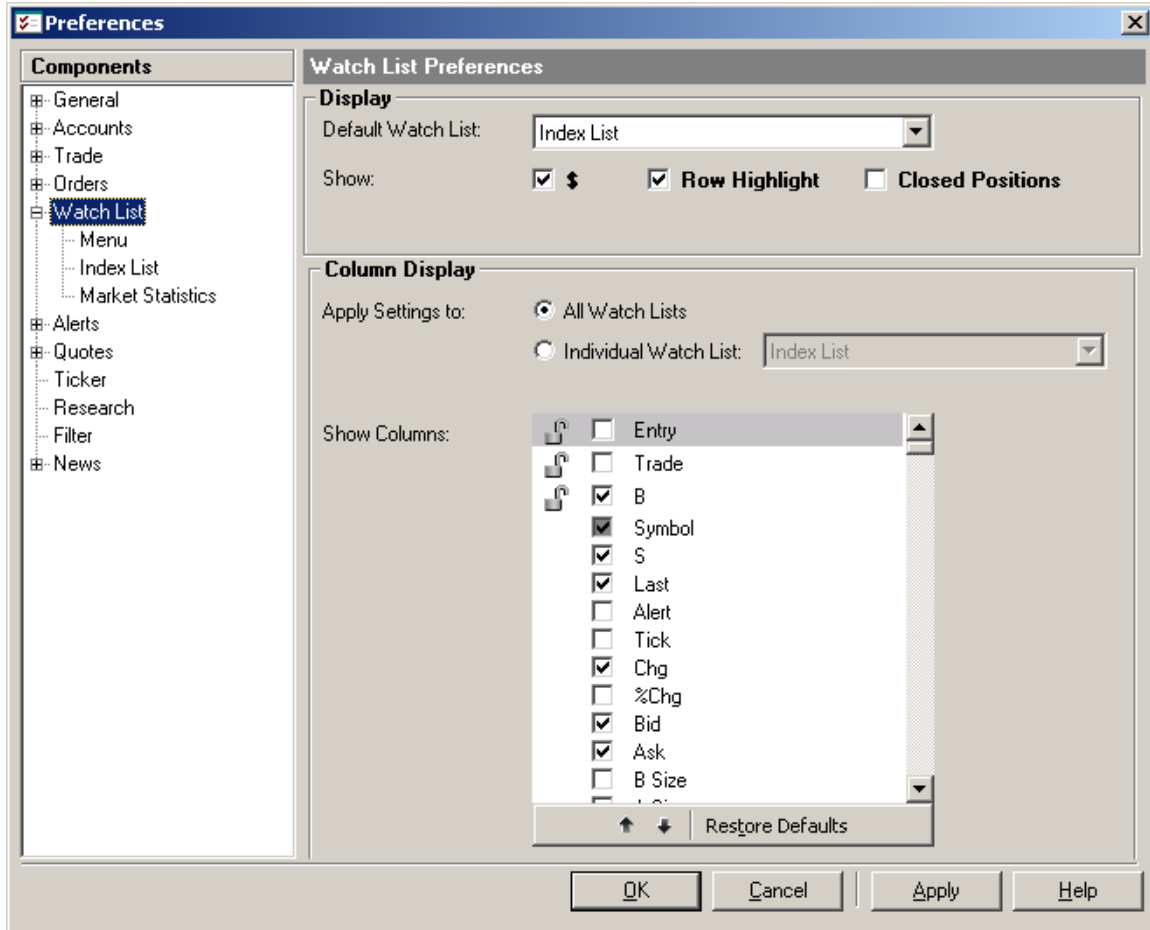 Preferences
Components
General
Accounts
Trade
Orders
Watch List
Menu
Index List
Market Statistics
Alerts
Quotes
Ticker
Research
Filter
News
Watch List Preferences
Display
Default Watch List: Index List
Show: $ Row Highlight Closed Positions
Column Display
Apply Settings to: All Watch Lists
Individual Watch List: Index List
Show Columns: Entry
Trade
B
Symbol
S
Last
Alert
Tick
Chg
%Chg
Bid
Ask
B Size
Restore Defaults
OK Cancel Apply Help